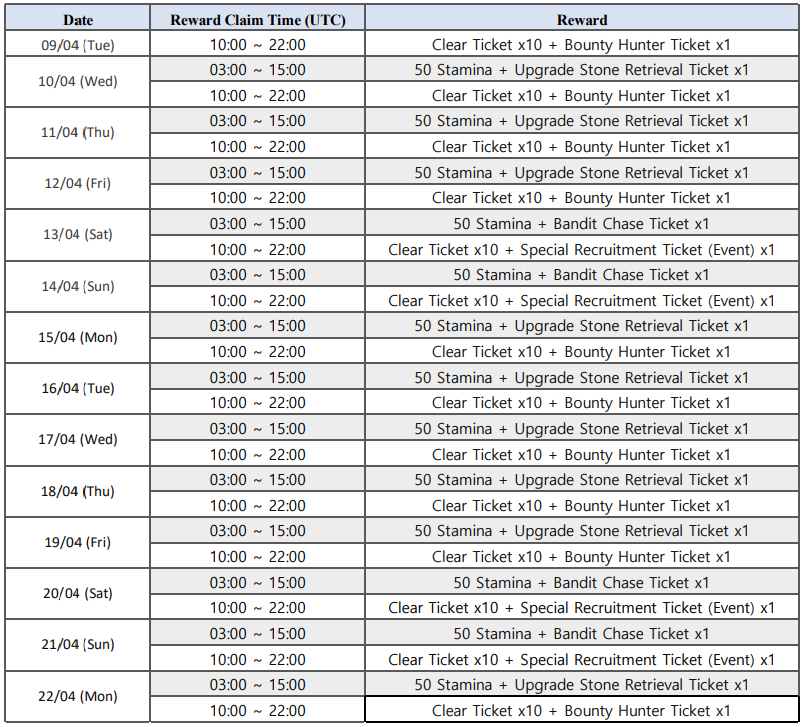 Date Reward Claim Time (UTC) Reward
09/04 (Tue) 10:00 ~ 22:00 Clear Ticket x10 + Bounty Hunter Ticket x1
10/04 (Wed) 03:00 ~ 15:00 50 Stamina + Upgrade Stone Retrieval Ticket x1
10:00 ~ 22:00 Clear Ticket x10 + Bounty Hunter Ticket x1
11/04 (Thu) 03:00 ~ 15:00 50 Stamina + Upgrade Stone Retrieval Ticket x1
10:00 ~ 22:00 Clear Ticket x10 + Bounty Hunter Ticket x1
12/04 (Fri) 03:00 ~ 15:00 50 Stamina + Upgrade Stone Retrieval Ticket x1
10:00 ~ 22:00 Clear Ticket x10 + Bounty Hunter Ticket x1
13/04 (Sat) 03:00 ~ 15:00 50 Stamina + Bandit Chase Ticket x1
10:00 ~ 22:00 Clear Ticket x10 + Special Recruitment Ticket (Event) x1
14/04 (Sun) 03:00 ~ 15:00 50 Stamina + Bandit Chase Ticket x1
10:00 ~ 22:00 Clear Ticket x10 + Special Recruitment Ticket (Event) x1
15/04 (Mon) 03:00 ~ 15:00 50 Stamina + Upgrade Stone Retrieval Ticket x1
10:00 ~ 22:00 Clear Ticket x10 + Bounty Hunter Ticket x1
16/04 (Tue) 03:00 ~ 15:00 50 Stamina + Upgrade Stone Retrieval Ticket x1
10:00 ~ 22:00 Clear Ticket x10 + Bounty Hunter Ticket x1
17/04 (Wed) 03:00 ~ 15:00 50 Stamina + Upgrade Stone Retrieval Ticket x1
10:00 ~ 22:00 Clear Ticket x10 + Bounty Hunter Ticket x1
18/04 (Thu) 03:00 ~ 15:00 50 Stamina + Upgrade Stone Retrieval Ticket x1
10:00 ~ 22:00 Clear Ticket x10 + Bounty Hunter Ticket x1
19/04 (Fri) 03:00 ~ 15:00 50 Stamina + Upgrade Stone Retrieval Ticket x1
10:00 ~ 22:00 Clear Ticket x10 + Bounty Hunter Ticket x1
20/04 (Sat) 03:00 ~ 15:00 50 Stamina + Bandit Chase Ticket x1
10:00 ~ 22:00 Clear Ticket x10 + Special Recruitment Ticket (Event) x1
21/04 (Sun) 03:00 ~ 15:00 50 Stamina + Bandit Chase Ticket x1
10:00 ~ 22:00 Clear Ticket x10 + Special Recruitment Ticket (Event) x1
22/04 (Mon) 03:00 ~ 15:00 50 Stamina + Upgrade Stone Retrieval Ticket x1
10:00 ~ 22:00 Clear Ticket x10 + Bounty Hunter Ticket x1